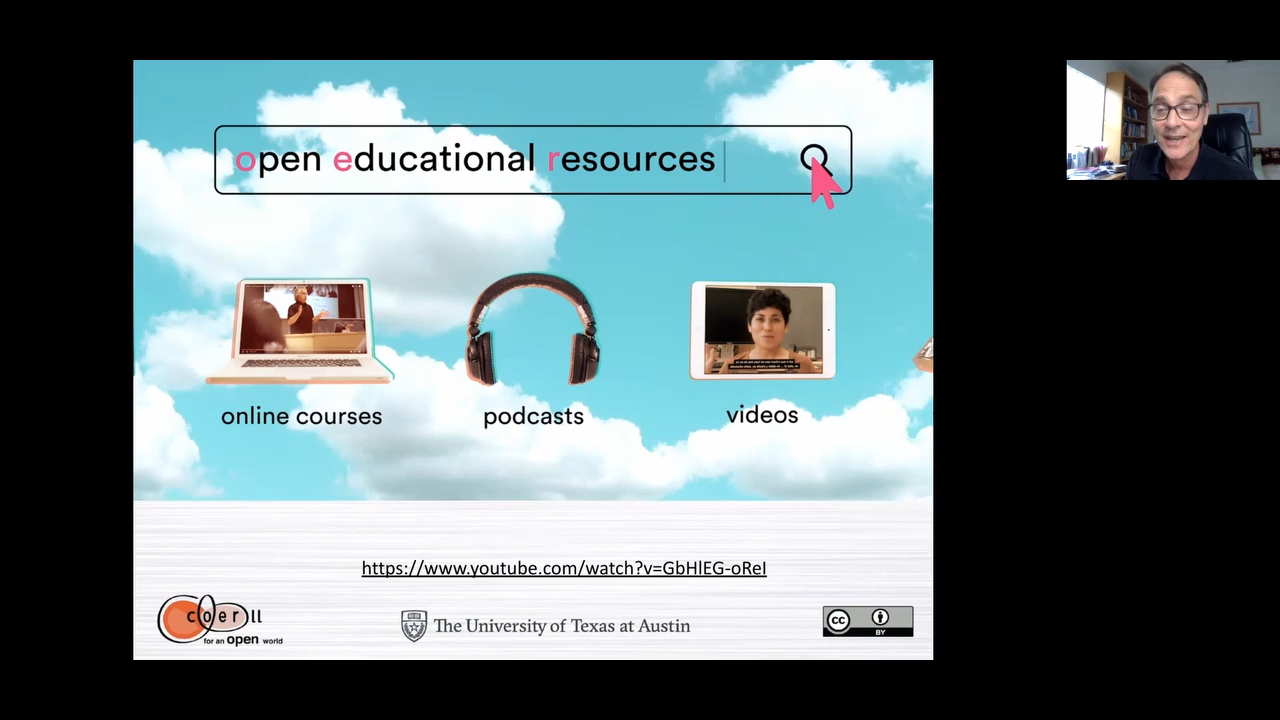 open educational resources
online courses
podcasts
videos
https://www.youtube.com/watch?v=GbHlEG-oReI
coerll
for an open world
The University of Texas at Austin
cc
BY